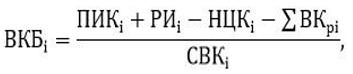 ВКБi = (ПИКi + РИi − НЦКi − ∑ВКpi) / СВКi,